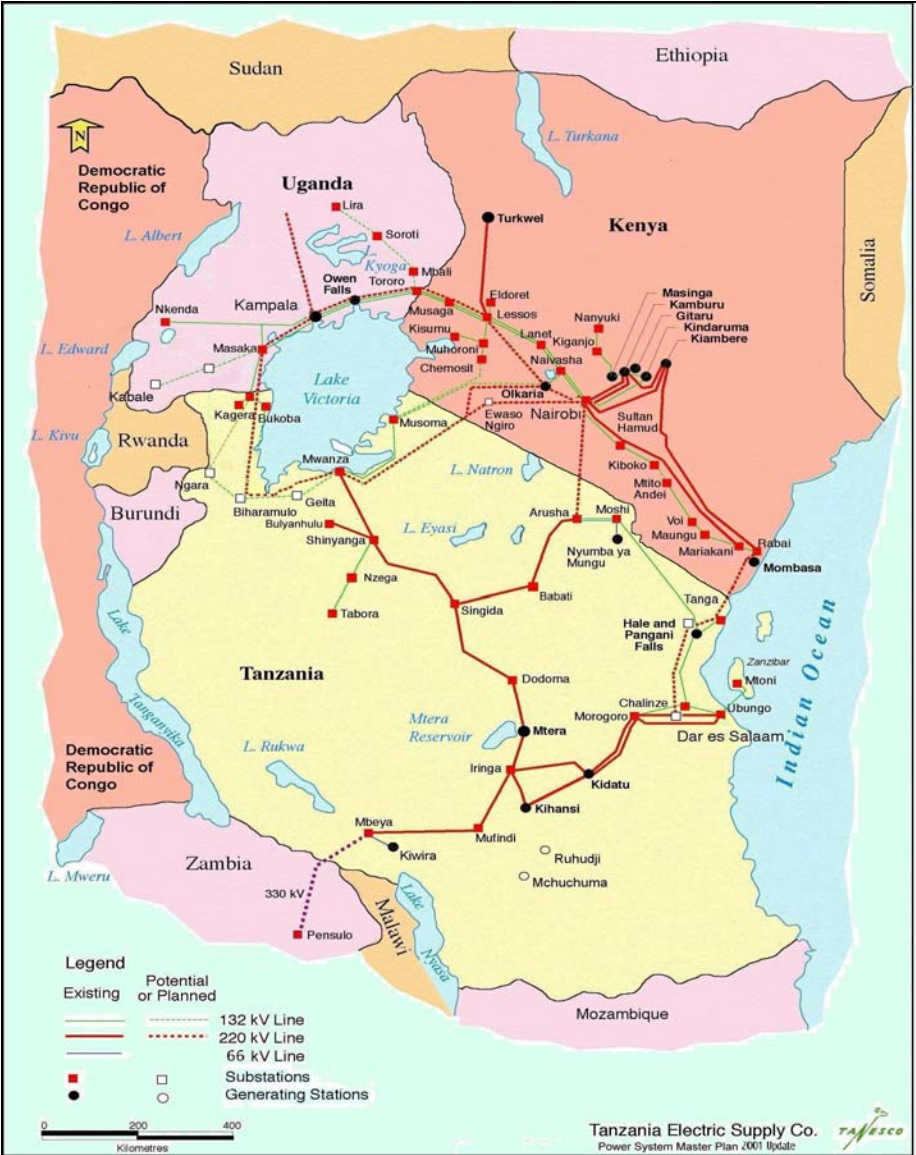 Sudan
Ethiopia
N
Democratic
Republic of
Congo
Uganda
Lira
L. Turkana
Turkwel
Kenya
Somalia
L. Albert
Soroti
L.
Kyoga
Mbali
Owen
Falls
Tororo
Kampala
Nkenda
Musaga
Eldoret
Lessos
Masinga
Kamburu
Gitaru
Kindaruma
Kiambere
Nanyuki
Kisumu
Lanet
Kiganjo
Masaka
Muhoroni
Naivasha
L. Edward
Chemosit
Kabale
Lake
Victoria
Olkaria
Nairobi
Kagera
Bukoba
Ewaso
Ngiro
Sultan
Hamud
L. Kivu
Rwanda
Musoma
Mwanza
L. Natron
Kiboko
Mtito
Andei
Ngara
Geita
Biharamulo
Burundi
Bulyanhulu
L. Eyasi
Arusha
Moshi
Voi
Maungu
Shinyanga
Nyumba ya
Mungu
Mariakani
Rabai
Mombasa
Nzega
Babati
Tanga
Lake
Tanganyika
Tabora
Singida
Hale and
Pangani
Falls
Zanzibar
Tanzania
Dodoma
Mtoni
Indian Ocean
Chalinze
Ubungo
Morogoro
Mtera
Reservoir
Mtera
Dar es Salaam
Democratic
Republic of
Congo
L. Rukwa
Iringa
Kidatu
Kihansi
Mbeya
Mufindi
Kiwira
Ruhudji
Zambia
L. Mweru
330 kV
Mchuchuma
Lake
Nyasa
Malawi
Pensulo
Mozambique
Legend
Existing
Potential
or Planned
132 kV Line
220 kV Line
66 kV Line
Substations
Generating Stations
0 200 400
Kilometres
Tanzania Electric Supply Co.
Power System Master Plan 2001 Update
TANESCO